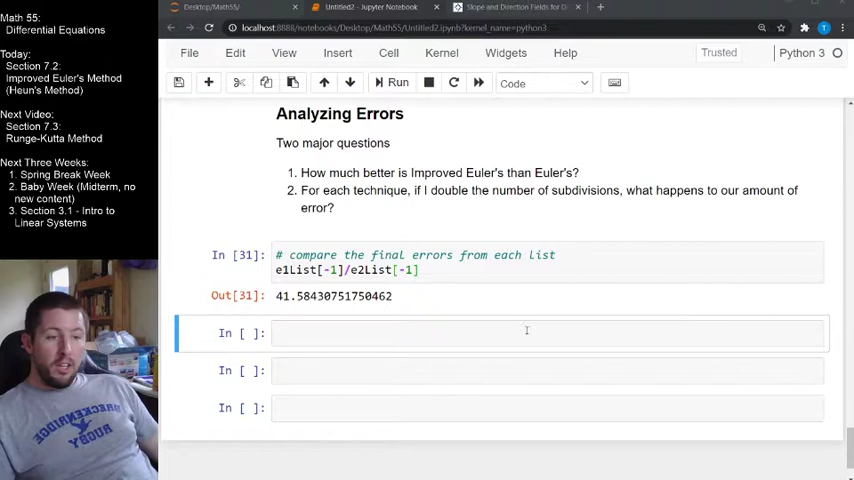 Math 55:
Differential Equations
Today:
Section 7.2:
Improved Euler's Method
(Heun's Method)
Next Video:
Section 7.3:
Runge-Kutta Method
Next Three Weeks:
1. Spring Break Week
2. Baby Week (Midterm, no
new content)
3. Section 3.1 - Intro to
Linear Systems
Desktop/Math55/
Untitled2 - Jupyter Notebook
Slope and Direction Fields for Di
localhost:8888/notebooks/Desktop/Math55/Untitled2.ipynb?kernel_name=python3
File Edit View Insert Cell Kernel Widgets Help Trusted Python 3
Run Code
Analyzing Errors
Two major questions
1. How much better is Improved Euler's than Euler's?
2. For each technique, if I double the number of subdivisions, what happens to our amount of
error?
In [31]: # compare the final errors from each list
e1List[-1]/e2List[-1]
Out[31]: 41.58430751750462
In [ ]:
In [ ]:
In [ ]:
BRECKENRIDGE
RUGBY